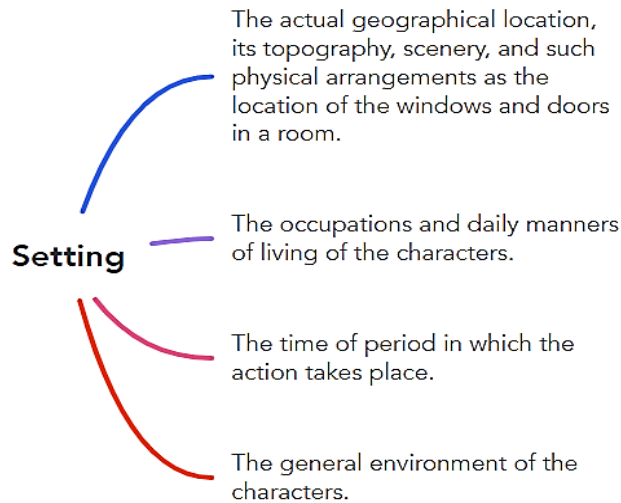 The actual geographical location,
its topography, scenery, and such
physical arrangements as the
location of the windows and doors
in a room.
The occupations and daily manners
of living of the characters.
Setting
The time of period in which the
action takes place.
The general environment of the
characters.